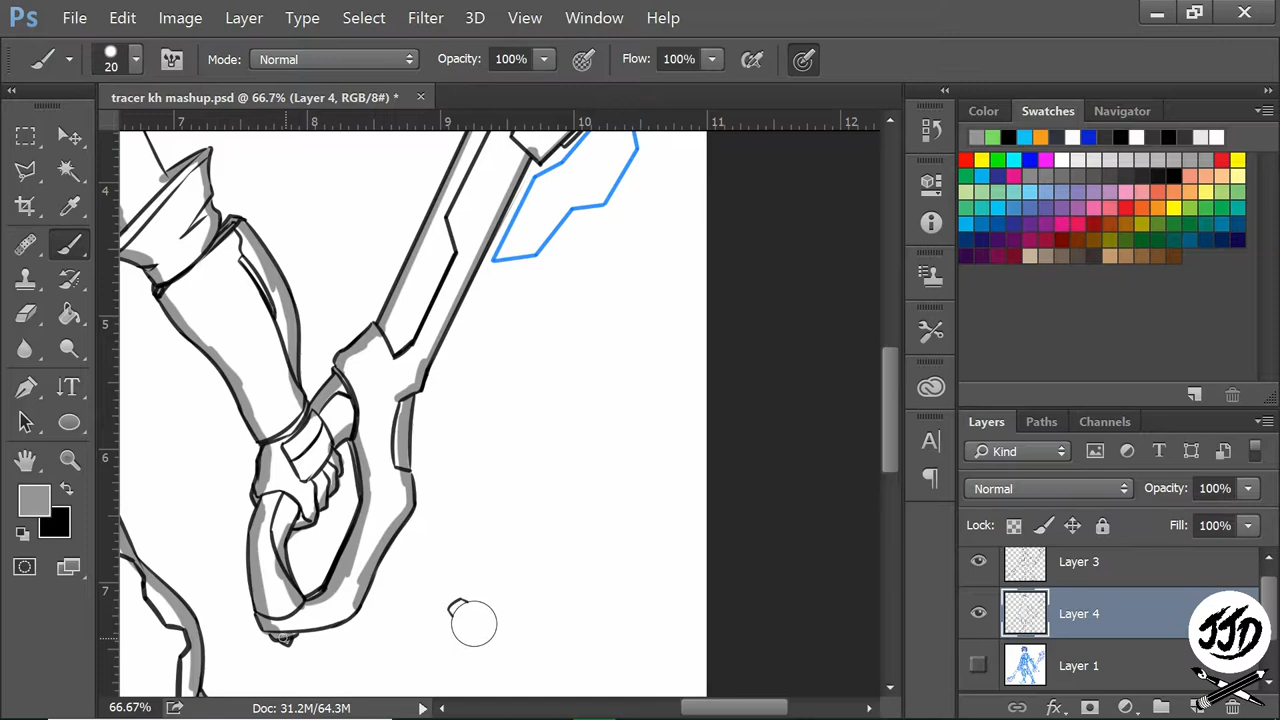 Ps File Edit Image Layer Type Select Filter 3D View Window Help
20 Mode: Normal Opacity: 100% Flow: 100%
tracer kh mashup.psd @ 66.7% (Layer 4, RGB/8#) * ×
Color Swatches Navigator
7 8 9 10 11 12
4
5
6
7
Layers Paths Channels
Kind
Normal Opacity: 100%
Lock: Fill: 100%
Layer 3
Layer 4
Layer 1
JJD
66.67% Doc: 31.2M/64.3M